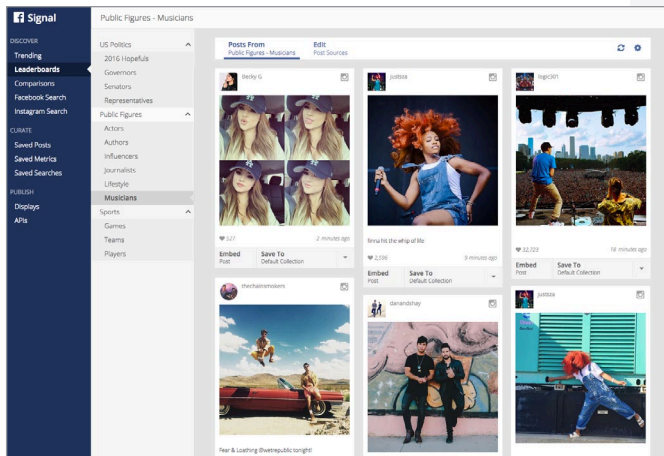 Signal
Public Figures - Musicians
DISCOVER
Trending
Leaderboards
Comparisons
Facebook Search
Instagram Search
CURATE
Saved Posts
Saved Metrics
Saved Searches
PUBLISH
Displays
APIs
US Politics
2016 Hopefuls
Governors
Senators
Representatives
Public Figures
Actors
Authors
Influencers
Journalists
Lifestyle
Musicians
Sports
Games
Teams
Players
Posts From
Public Figures - Musicians
Edit
Post Sources
Becky G
527
2 minutes ago
Embed
Post
Save To
Default Collection
thechainsmokers
Fear & Loathing @wetrepublic tonight!
justsza
finna hit the whip of life
2,596
9 minutes ago
Embed
Post
Save To
Default Collection
danandshay
logic301
32,723
18 minutes ago
Embed
Post
Save To
Default Collection
justsza